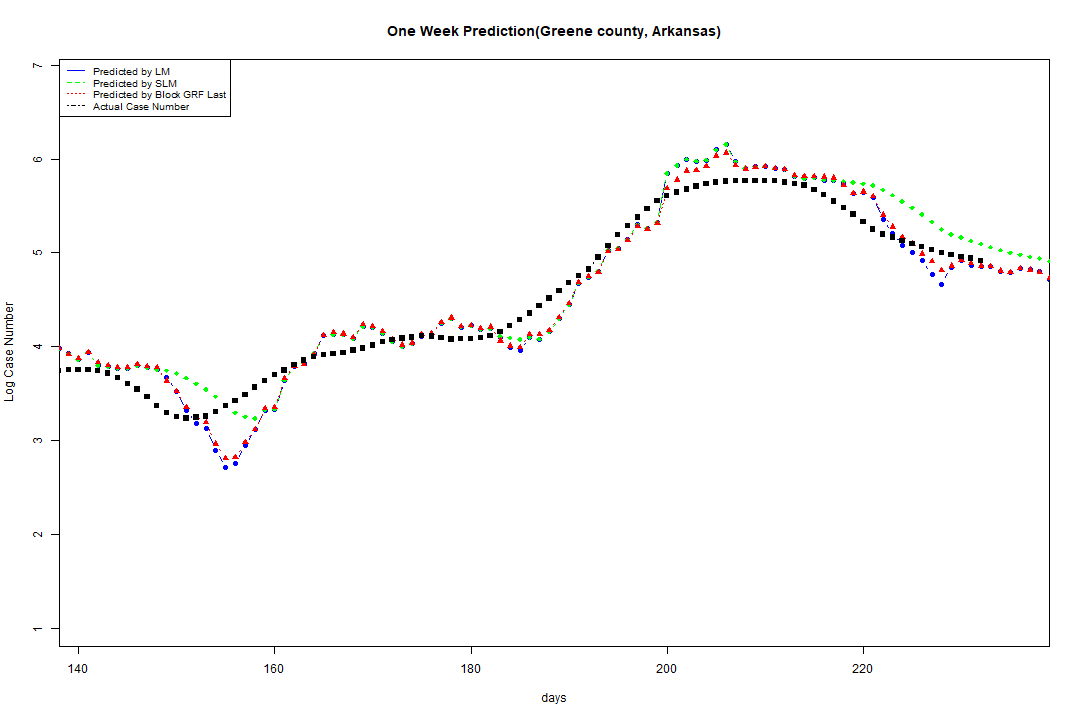 One Week Prediction(Greene county, Arkansas)
Predicted by LM
Predicted by SLM
Predicted by Block GRF Last
Actual Case Number
7
6
5
4
3
2
1
Log Case Number
140 160 180 200 220
days